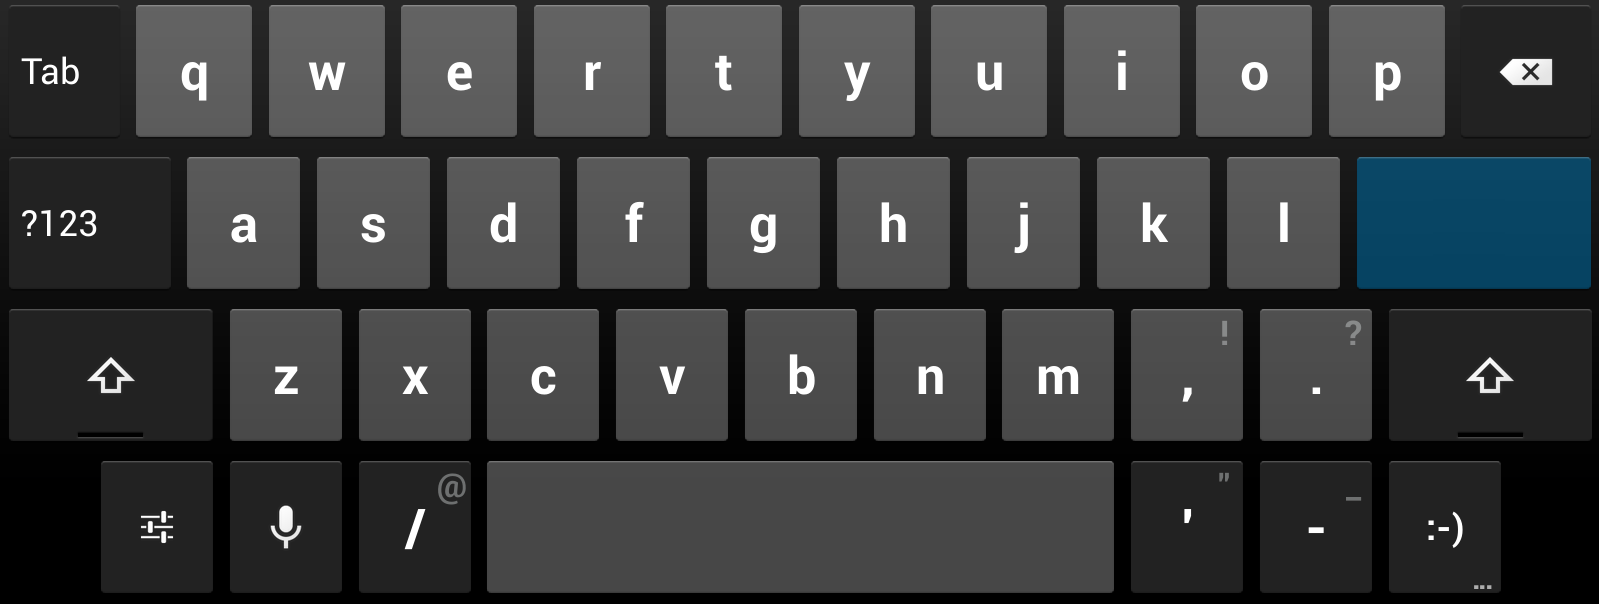 Tab q w e r t y u i o p
?123 a s d f g h j k l
z x c v b n m , ! . ?
/ @ ' " - _ :-) ...